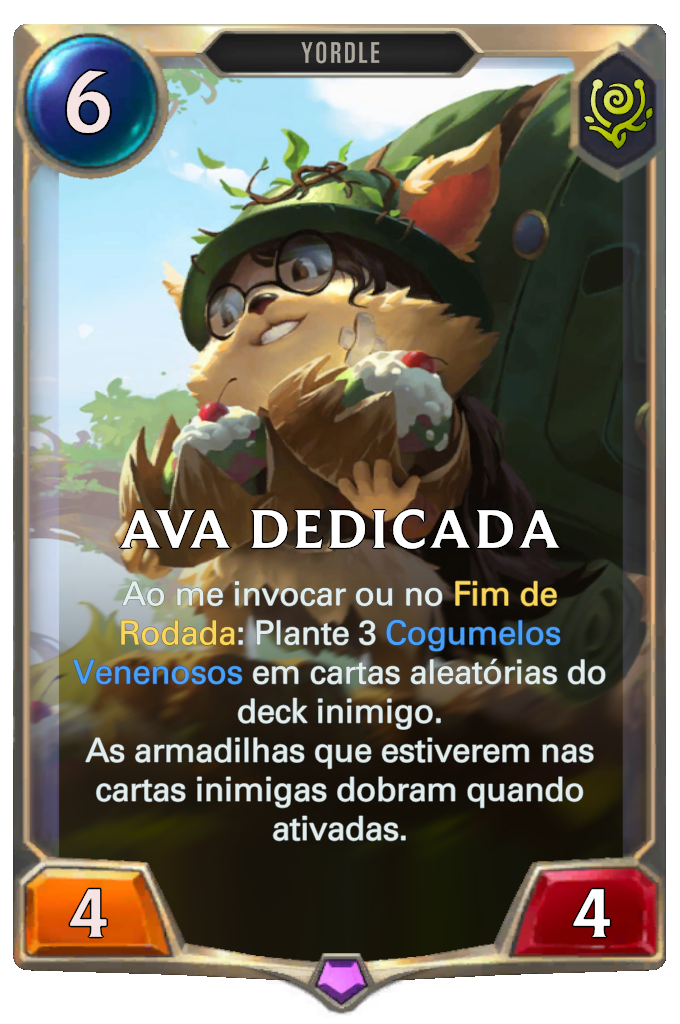 YORDLE
6
AVA DEDICADA
Ao me invocar ou no Fim de
Rodada: Plante 3 Cogumelos
Venenosos em cartas aleatórias do
deck inimigo.
As armadilhas que estiverem nas
cartas inimigas dobram quando
ativadas.
4
4